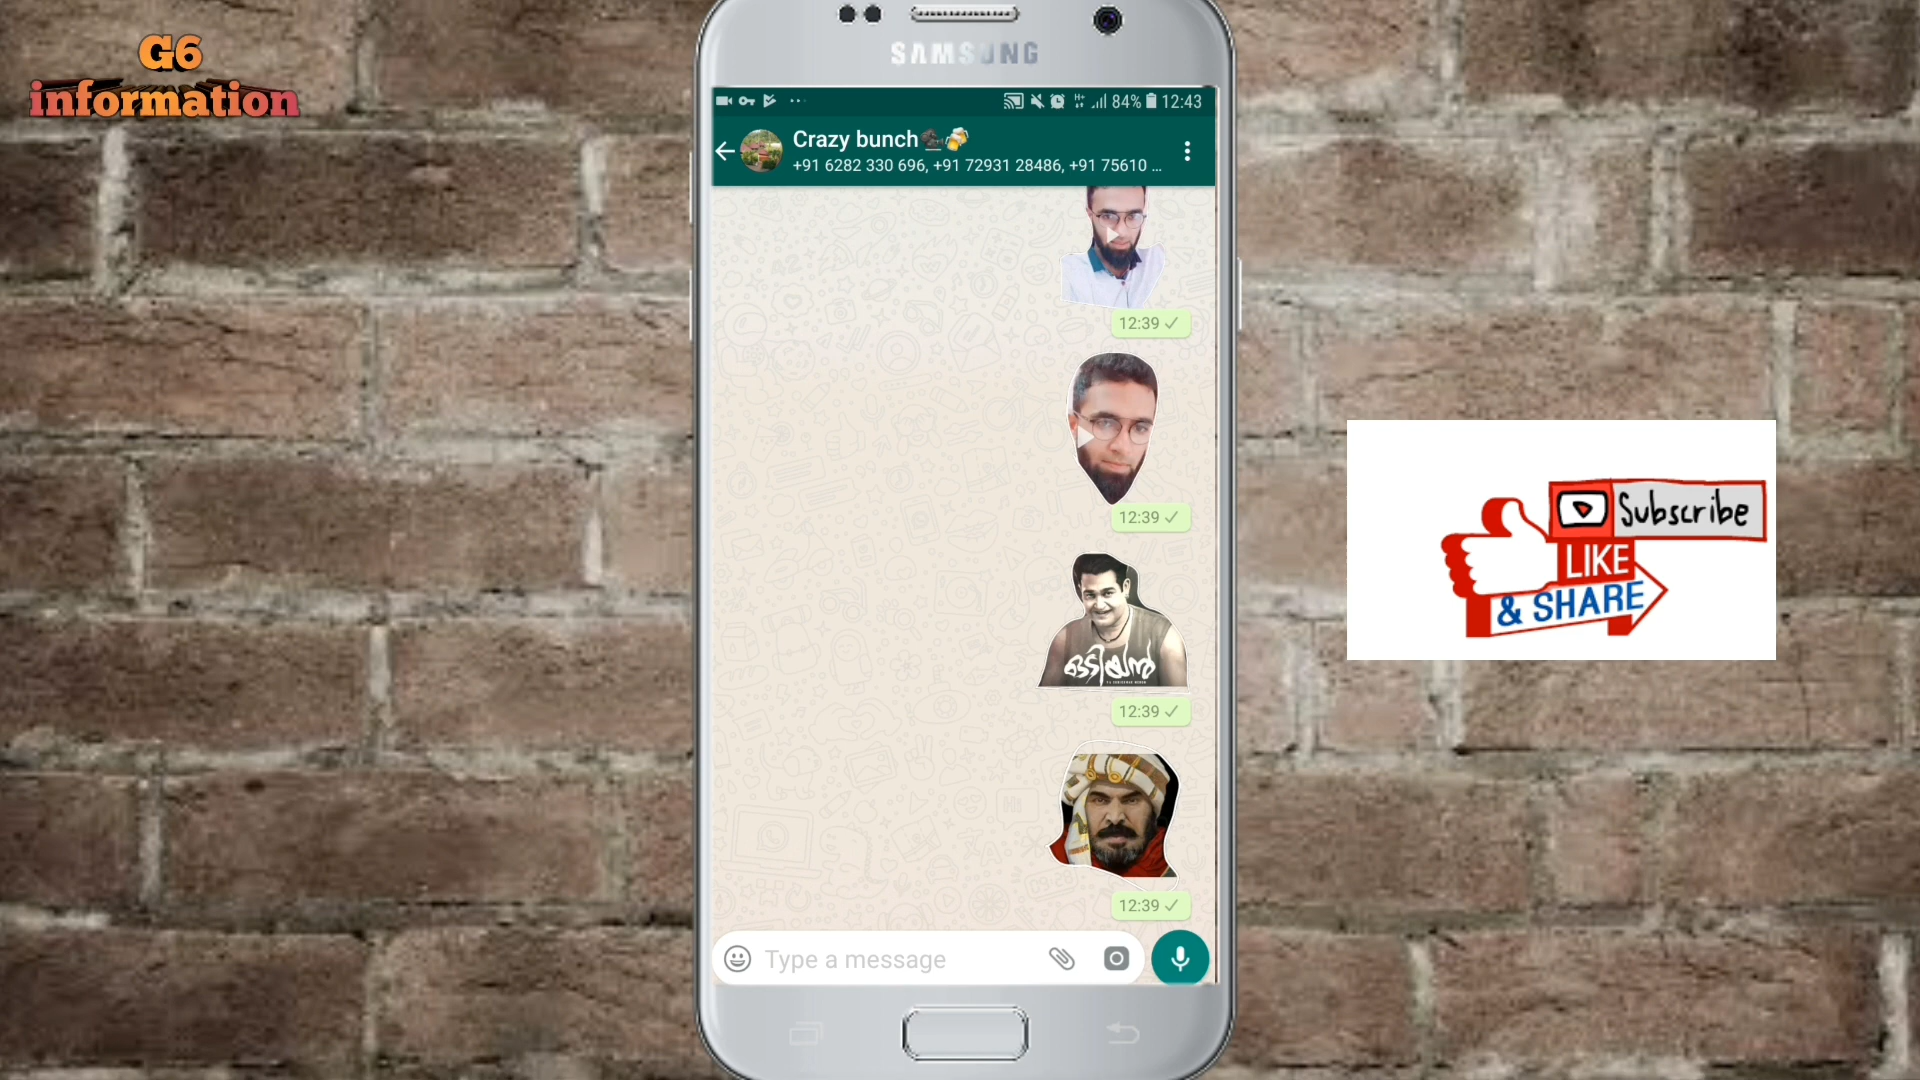 G6
information
SAMSUNG
84% 12:43
Crazy bunch
+91 6282 330 696, +91 72931 28486, +91 75610 ...
12:39
12:39
ഒടിയൻ
12:39
12:39
Type a message
Subscribe
LIKE
& SHARE